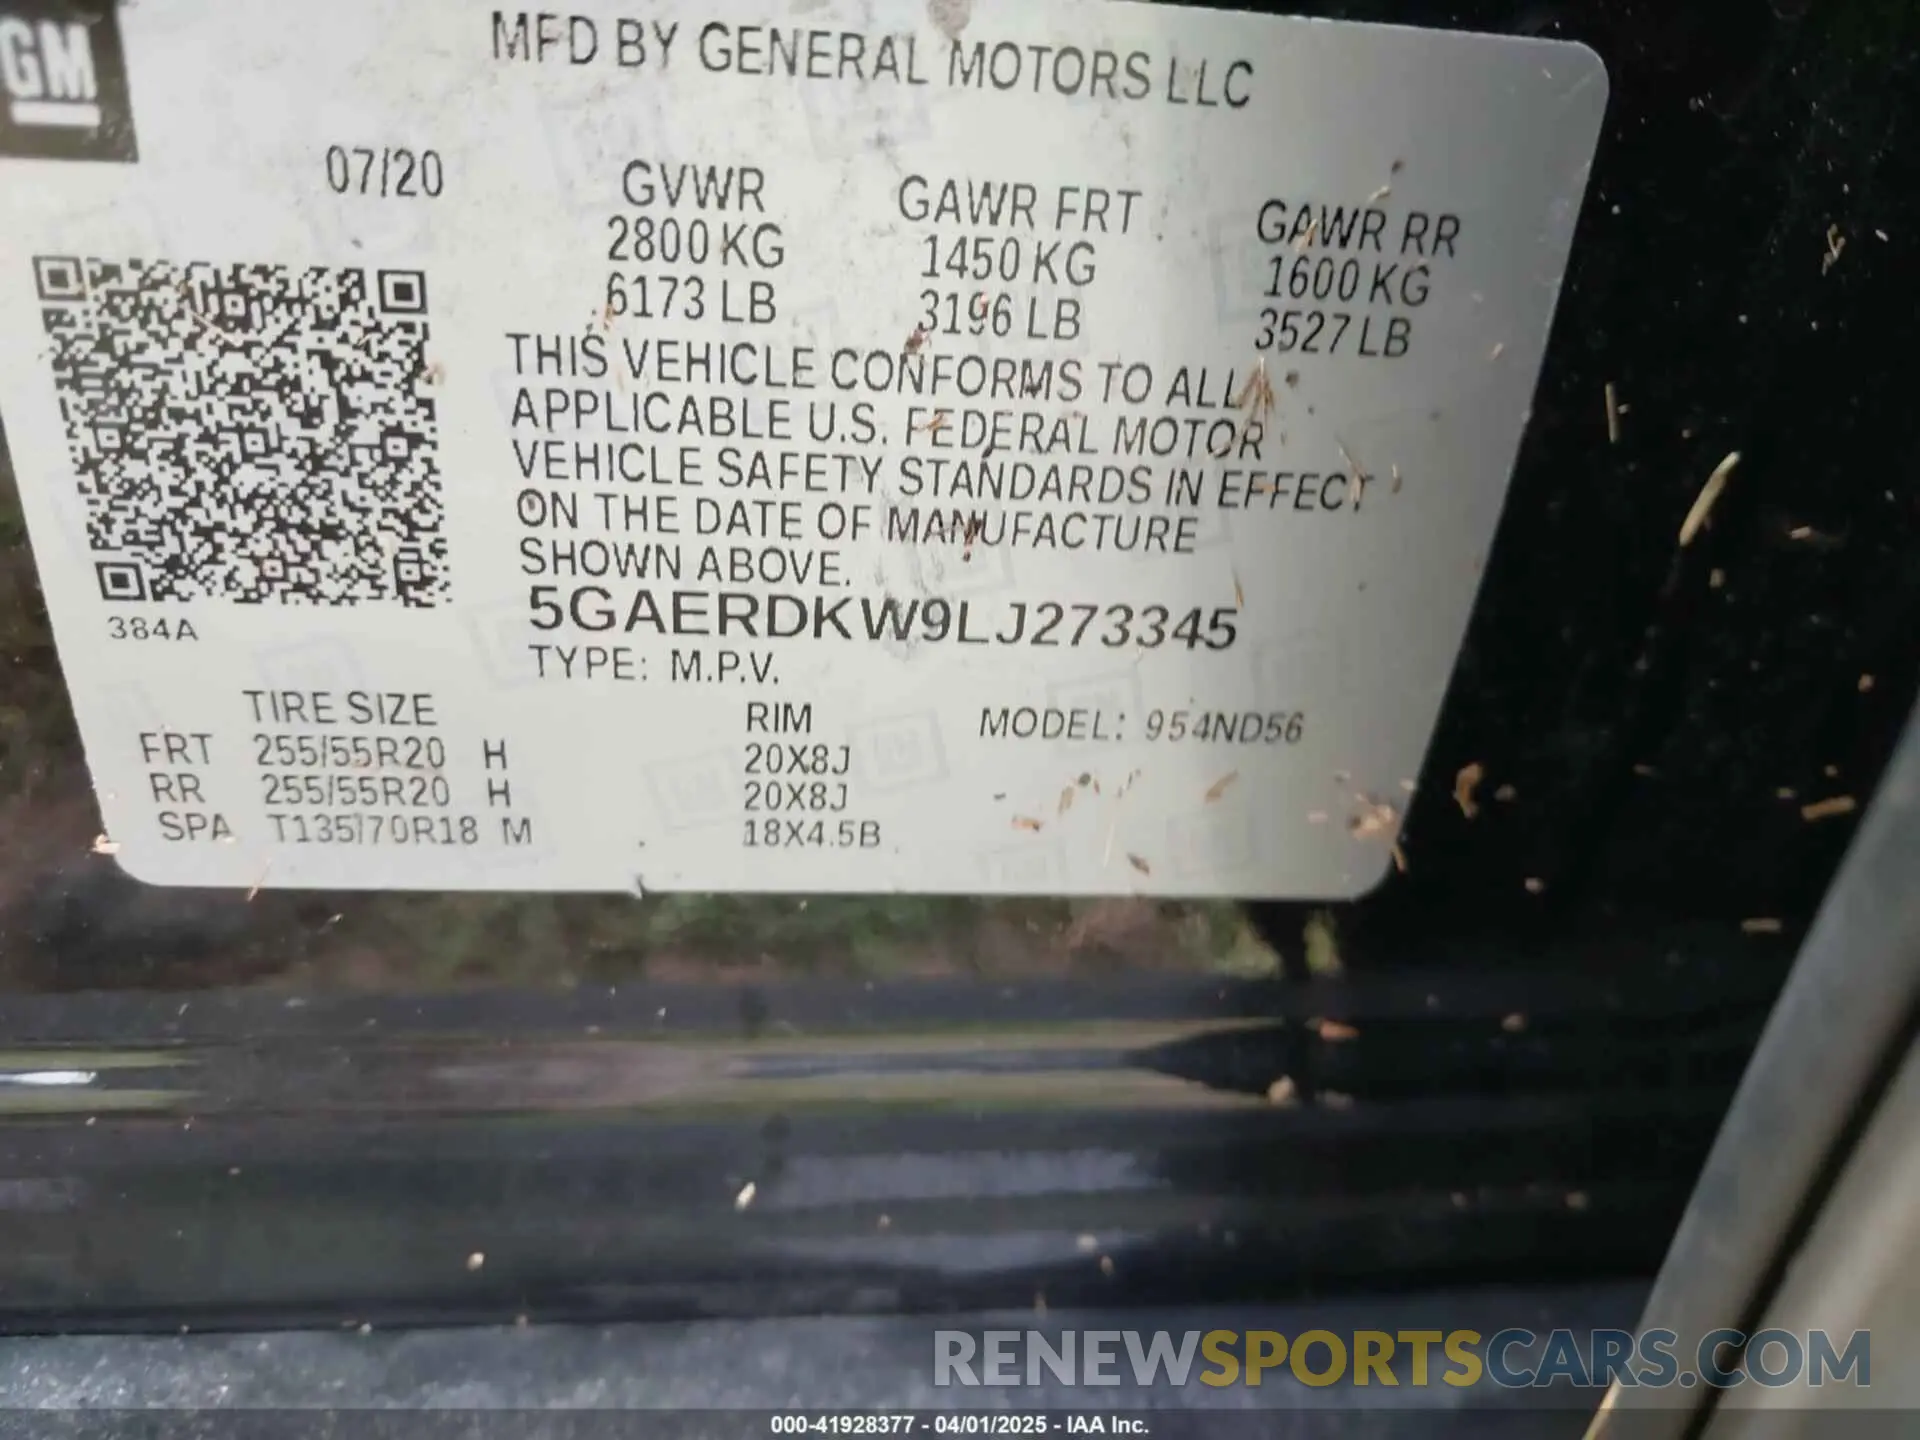 GM
MFD BY GENERAL MOTORS LLC
07/20 GVWR GAWR FRT GAWR RR
2800 KG 1450 KG 1600 KG
6173 LB 3196 LB 3527 LB
THIS VEHICLE CONFORMS TO ALL
APPLICABLE U.S. FEDERAL MOTOR
VEHICLE SAFETY STANDARDS IN EFFECT
ON THE DATE OF MANUFACTURE
SHOWN ABOVE.
384A 5GAERDKW9LJ273345
TYPE: M.P.V.
TIRE SIZE RIM MODEL: 954ND56
FRT 255/55R20 H 20X8J
RR 255/55R20 H 20X8J
SPA T135/70R18 M 18X4.5B
RENEWSPORTSCARS.COM
000-41928377 - 04/01/2025 - IAA Inc.